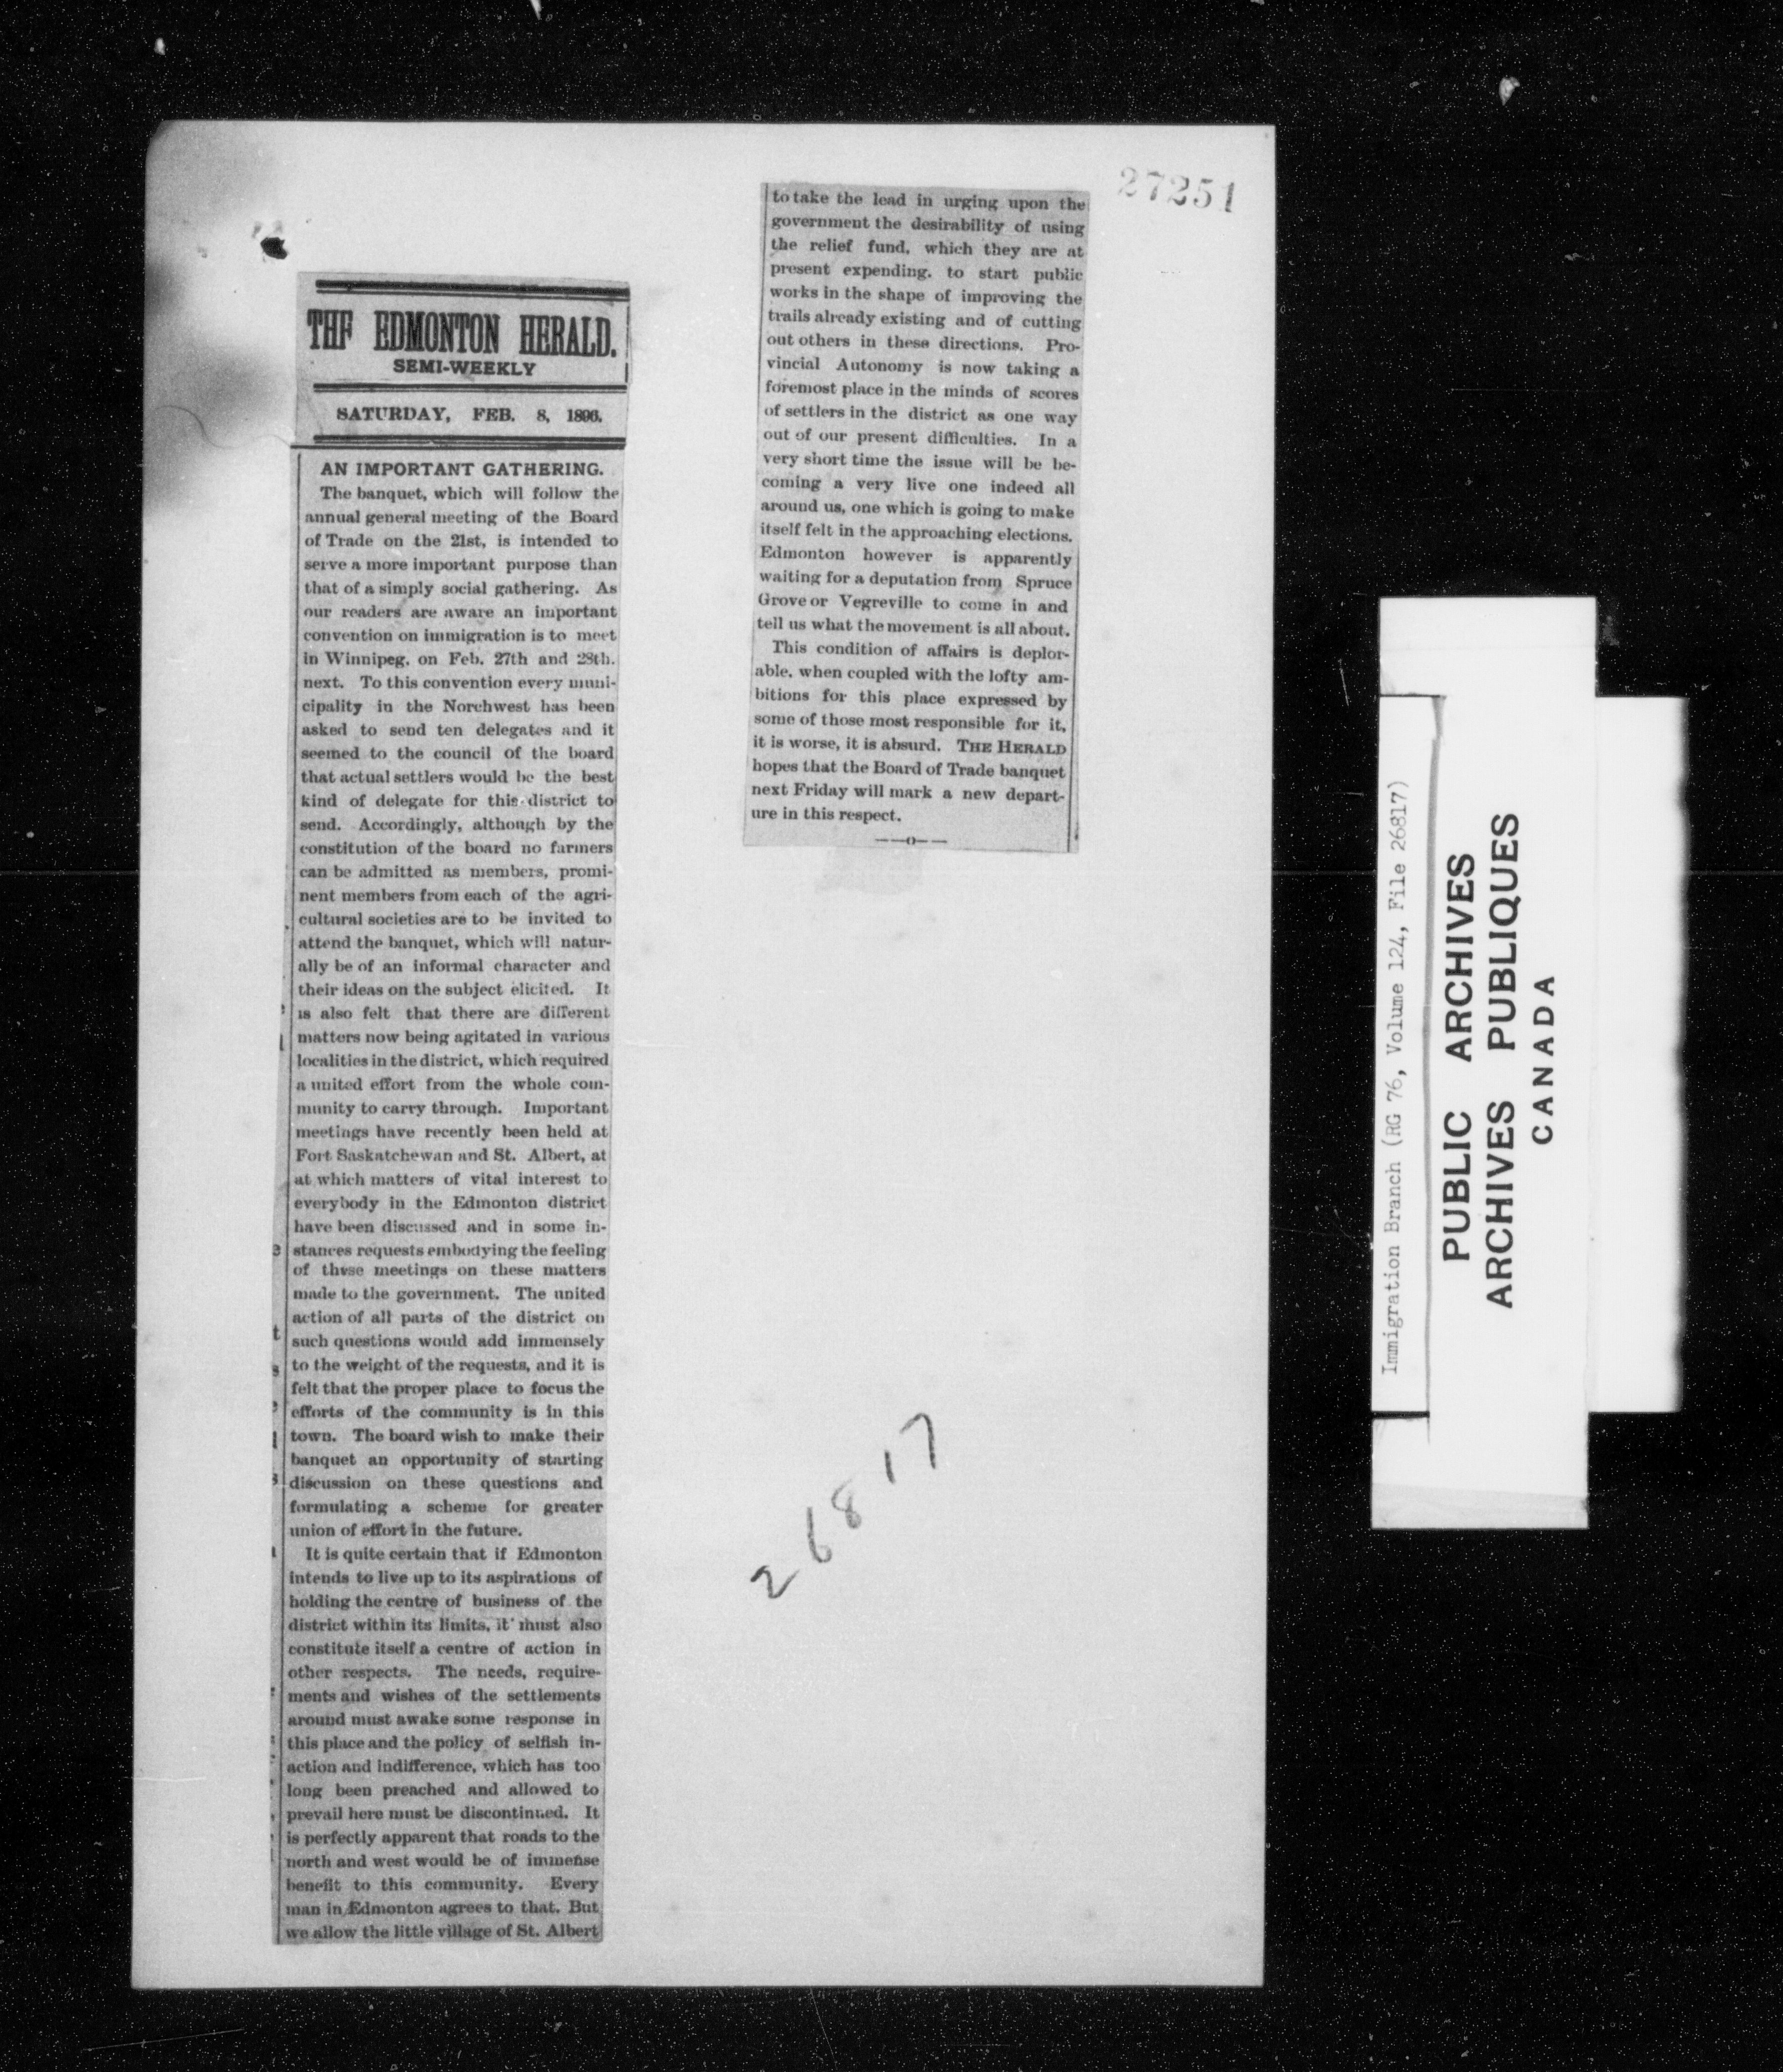 27251
THE EDMONTON HERALD.
SEMI-WEEKLY
SATURDAY, FEB. 8, 1896.
AN IMPORTANT GATHERING.
The banquet, which will follow the
annual general meeting of the Board
of Trade on the 21st, is intended to
serve a more important purpose than
that of a simply social gathering. As
our readers are aware an important
convention on immigration is to meet
in Winnipeg, on Feb. 27th and 28th.
next. To this convention every muni-
cipality in the Norchwest has been
asked to send ten delegates and it
seemed to the council of the board
that actual settlers would be the best
kind of delegate for this district to
send. Accordingly, although by the
constitution of the board no farmers
can be admitted as members, promi-
nent members from each of the agri-
cultural societies are to be invited to
attend the banquet, which will natur-
ally be of an informal character and
their ideas on the subject elicited. It
is also felt that there are different
matters now being agitated in various
localities in the district, which required
a united effort from the whole com-
munity to carry through. Important
meetings have recently been held at
Fort Saskatchewan and St. Albert, at
at which matters of vital interest to
everybody in the Edmonton district
have been discussed and in some in-
stances requests embodying the feeling
of these meetings on these matters
made to the government. The united
action of all parts of the district on
such questions would add immensely
to the weight of the requests, and it is
felt that the proper place to focus the
efforts of the community is in this
town. The board wish to make their
banquet an opportunity of starting
discussion on these questions and
formulating a scheme for greater
union of effort in the future.
It is quite certain that if Edmonton
intends to live up to its aspirations of
holding the centre of business of the
district within its limits, it must also
constitute itself a centre of action in
other respects. The needs, require-
ments and wishes of the settlements
around must awake some response in
this place and the policy of selfish in-
action and indifference, which has too
long been preached and allowed to
prevail here must be discontinued. It
is perfectly apparent that roads to the
north and west would be of immense
benefit to this community. Every
man in Edmonton agrees to that. But
we allow the little village of St. Albert
to take the lead in urging upon the
government the desirability of using
the relief fund, which they are at
present expending. to start public
works in the shape of improving the
trails already existing and of cutting
out others in these directions. Pro-
vincial Autonomy is now taking a
foremost place in the minds of scores
of settlers in the district as one way
out of our present difficulties. In a
very short time the issue will be be-
coming a very live one indeed all
around us, one which is going to make
itself felt in the approaching elections.
Edmonton however is apparently
waiting for a deputation from Spruce
Grove or Vegreville to come in and
tell us what the movement is all about.
This condition of affairs is deplor-
able, when coupled with the lofty am-
bitions for this place expressed by
some of those most responsible for it,
it is worse, it is absurd. THE HERALD
hopes that the Board of Trade banquet
next Friday will mark a new depart-
ure in this respect.
——o——
26817
Immigration Branch (RG 76, Volume 124, File 26817)
PUBLIC ARCHIVES
ARCHIVES PUBLIQUES
CANADA